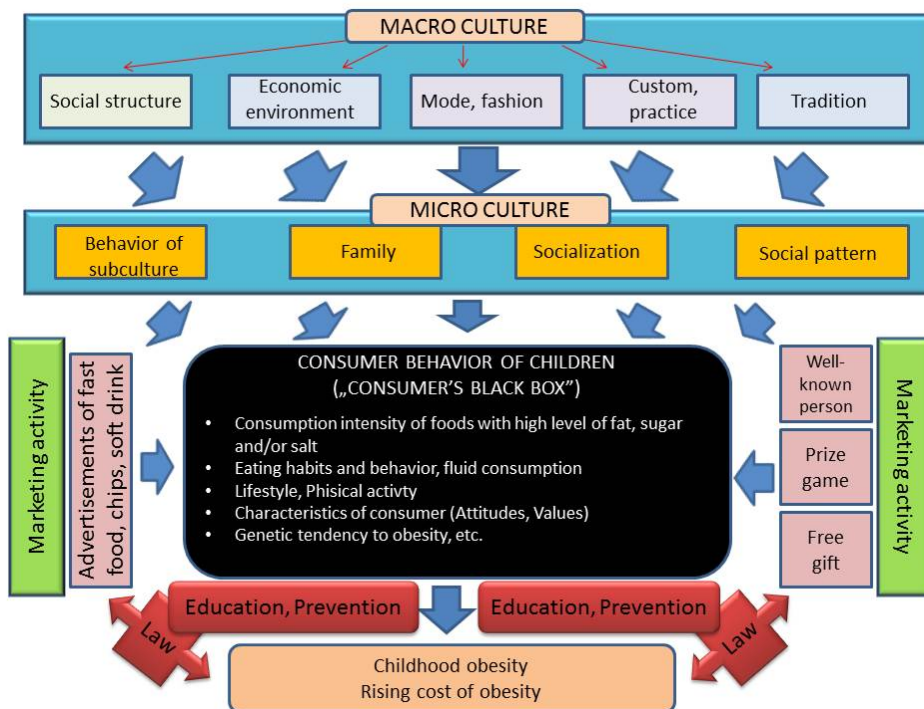 MACRO CULTURE
Social structure
Economic
environment
Mode, fashion
Custom,
practice
Tradition
MICRO CULTURE
Behavior of
subculture
Family
Socialization
Social pattern
Marketing activity
Advertisements of fast
food, chips, soft drink
CONSUMER BEHAVIOR OF CHILDREN
(„CONSUMER’S BLACK BOX”)
• Consumption intensity of foods with high level of fat, sugar
and/or salt
• Eating habits and behavior, fluid consumption
• Lifestyle, Phisical activty
• Characteristics of consumer (Attitudes, Values)
• Genetic tendency to obesity, etc.
Well-
known
person
Prize
game
Free
gift
Marketing activity
Law
Education, Prevention
Education, Prevention
Law
Childhood obesity
Rising cost of obesity